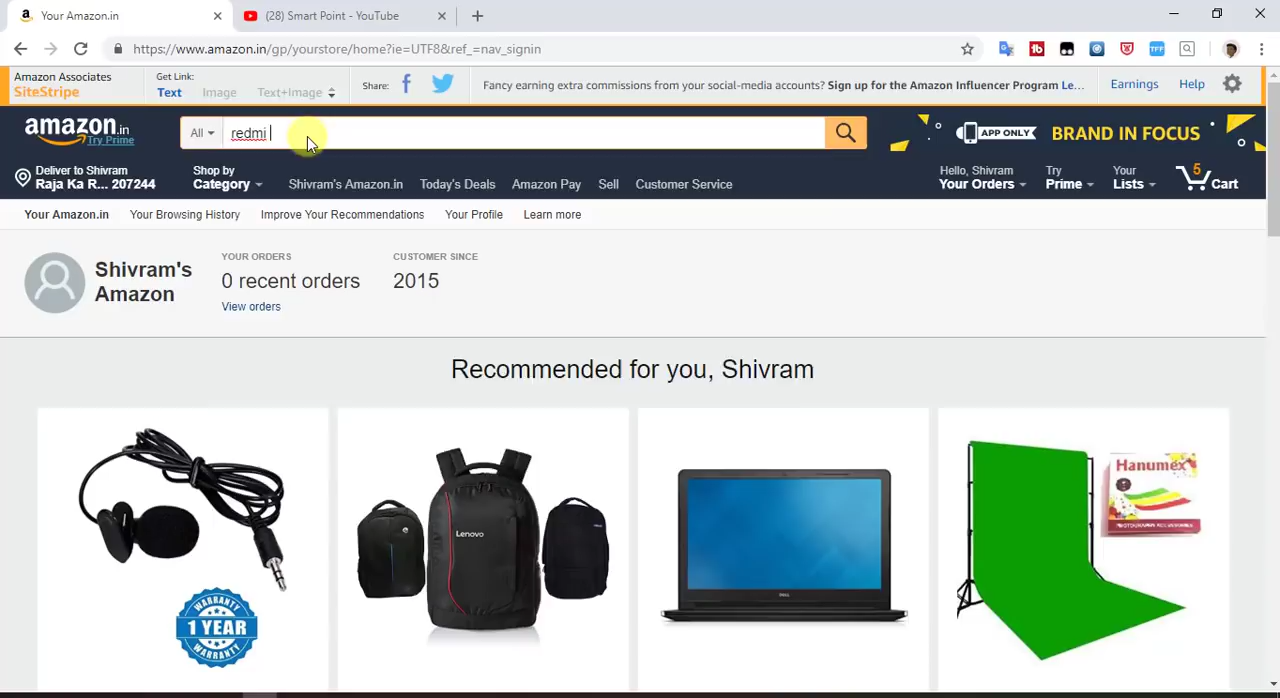 Your Amazon.in
(28) Smart Point - YouTube
https://www.amazon.in/gp/yourstore/home?ie=UTF8&ref_=nav_signin
Amazon Associates
SiteStripe
Get Link:
Text
Image
Text+Image
Share:
Fancy earning extra commissions from your social-media accounts? Sign up for the Amazon Influencer Program Le...
Earnings
Help
amazon.in
Try Prime
All
redmi
APP ONLY
BRAND IN FOCUS
Deliver to Shivram
Raja Ka R... 207244
Shop by
Category
Shivram's Amazon.in
Today's Deals
Amazon Pay
Sell
Customer Service
Hello, Shivram
Your Orders
Try
Prime
Your
Lists
5
Cart
Your Amazon.in
Your Browsing History
Improve Your Recommendations
Your Profile
Learn more
Shivram's
Amazon
YOUR ORDERS
0 recent orders
View orders
CUSTOMER SINCE
2015
Recommended for you, Shivram
WARRANTY
1 YEAR
WARRANTY
Lenovo
DELL
Hanumex